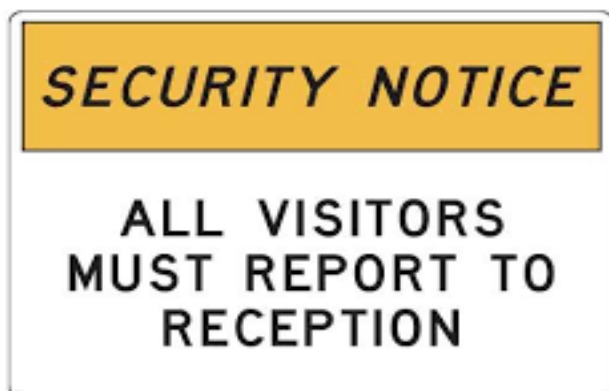 SECURITY NOTICE
ALL VISITORS
MUST REPORT TO
RECEPTION